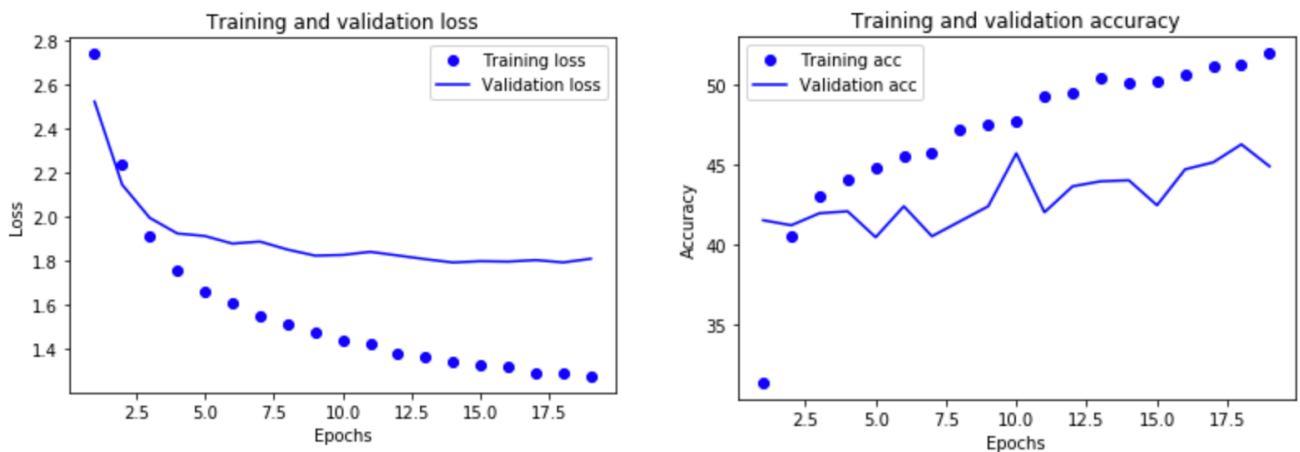 Training and validation loss
2.8
2.6
2.4
2.2
2.0
1.8
1.6
1.4
Loss
Training loss
Validation loss
2.5 5.0 7.5 10.0 12.5 15.0 17.5
Epochs
Training and validation accuracy
50
45
40
35
Accuracy
Training acc
Validation acc
2.5 5.0 7.5 10.0 12.5 15.0 17.5
Epochs